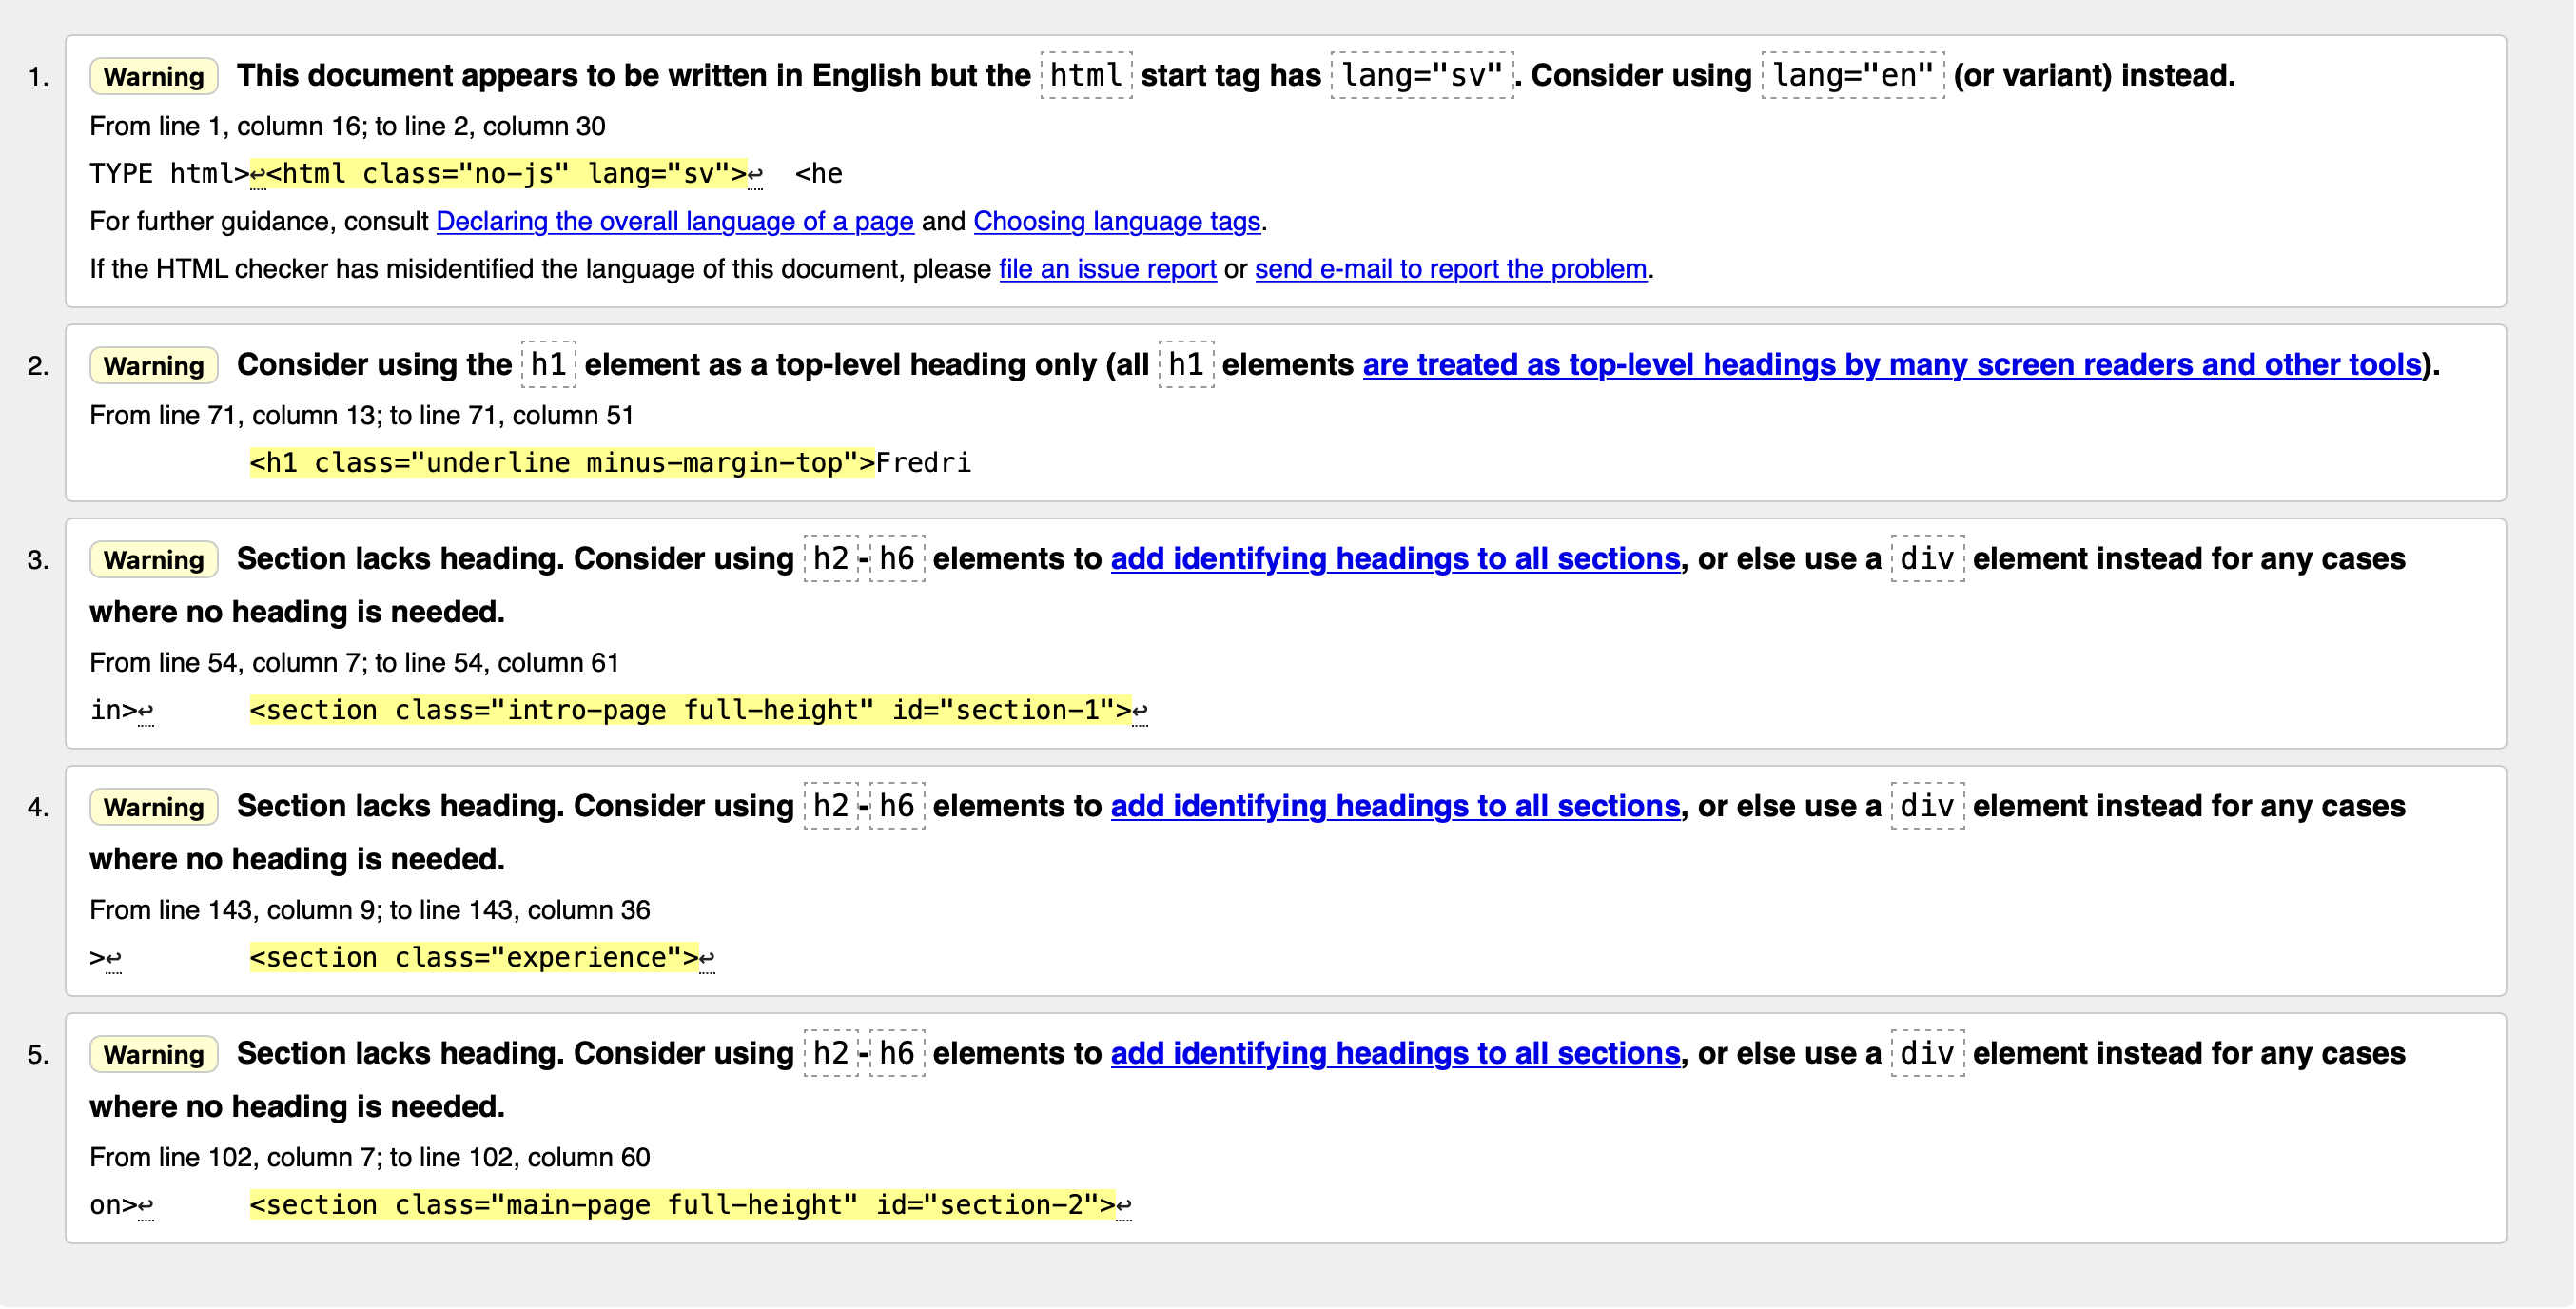 1. Warning This document appears to be written in English but the html start tag has lang="sv". Consider using lang="en" (or variant) instead.
From line 1, column 16; to line 2, column 30
TYPE html>↩<html class="no-js" lang="sv">↩  <he
For further guidance, consult Declaring the overall language of a page and Choosing language tags.
If the HTML checker has misidentified the language of this document, please file an issue report or send e-mail to report the problem.
2. Warning Consider using the h1 element as a top-level heading only (all h1 elements are treated as top-level headings by many screen readers and other tools).
From line 71, column 13; to line 71, column 51
<h1 class="underline minus-margin-top">Fredri
3. Warning Section lacks heading. Consider using h2-h6 elements to add identifying headings to all sections, or else use a div element instead for any cases
where no heading is needed.
From line 54, column 7; to line 54, column 61
in>↩      <section class="intro-page full-height" id="section-1">↩
4. Warning Section lacks heading. Consider using h2-h6 elements to add identifying headings to all sections, or else use a div element instead for any cases
where no heading is needed.
From line 143, column 9; to line 143, column 36
>↩        <section class="experience">↩
5. Warning Section lacks heading. Consider using h2-h6 elements to add identifying headings to all sections, or else use a div element instead for any cases
where no heading is needed.
From line 102, column 7; to line 102, column 60
on>↩      <section class="main-page full-height" id="section-2">↩